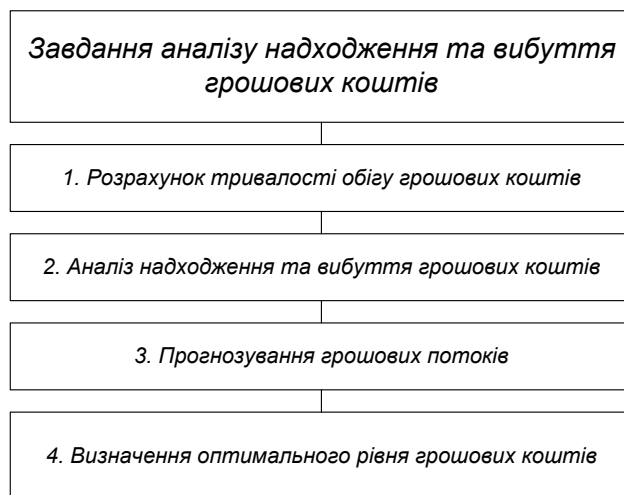 Завдання аналізу надходження та вибуття
грошових коштів
1. Розрахунок тривалості обігу грошових коштів
2. Аналіз надходження та вибуття грошових коштів
3. Прогнозування грошових потоків
4. Визначення оптимального рівня грошових коштів